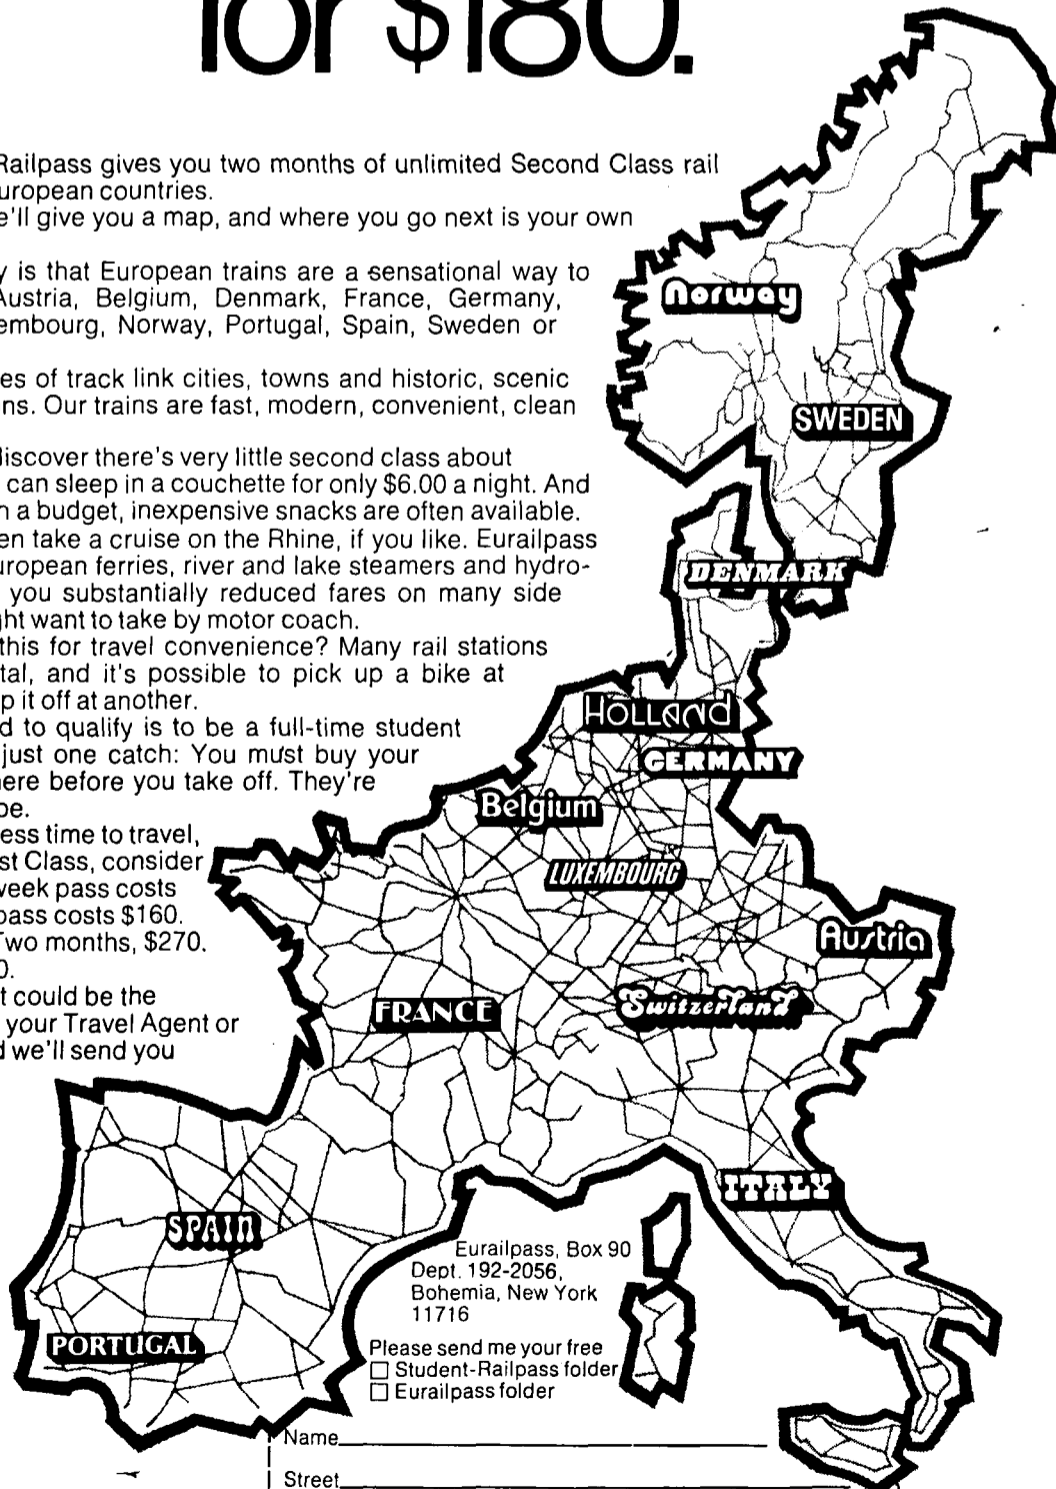 for $180.
Railpass gives you two months of unlimited Second Class rail
uropean countries.
e'll give you a map, and where you go next is your own
y is that European trains are a sensational way to
Austria, Belgium, Denmark, France, Germany,
embourg, Norway, Portugal, Spain, Sweden or
es of track link cities, towns and historic, scenic
ns. Our trains are fast, modern, convenient, clean
discover there's very little second class about
can sleep in a couchette for only $6.00 a night. And
n a budget, inexpensive snacks are often available.
en take a cruise on the Rhine, if you like. Eurailpass
uropean ferries, river and lake steamers and hydro-
you substantially reduced fares on many side
ght want to take by motor coach.
this for travel convenience? Many rail stations
tal, and it's possible to pick up a bike at
p it off at another.
d to qualify is to be a full-time student
just one catch: You must buy your
ere before you take off. They're
pe.
ess time to travel,
st Class, consider
week pass costs
pass costs $160.
Two months, $270.
0.
t could be the
your Travel Agent or
d we'll send you
Norway
SWEDEN
DENMARK
HOLLAND
GERMANY
Belgium
LUXEMBOURG
Austria
FRANCE
Switzerland
ITALY
SPAIN
PORTUGAL
Eurailpass, Box 90
Dept. 192-2056,
Bohemia, New York
11716
Please send me your free
☐ Student-Railpass folder
☐ Eurailpass folder
Name
Street